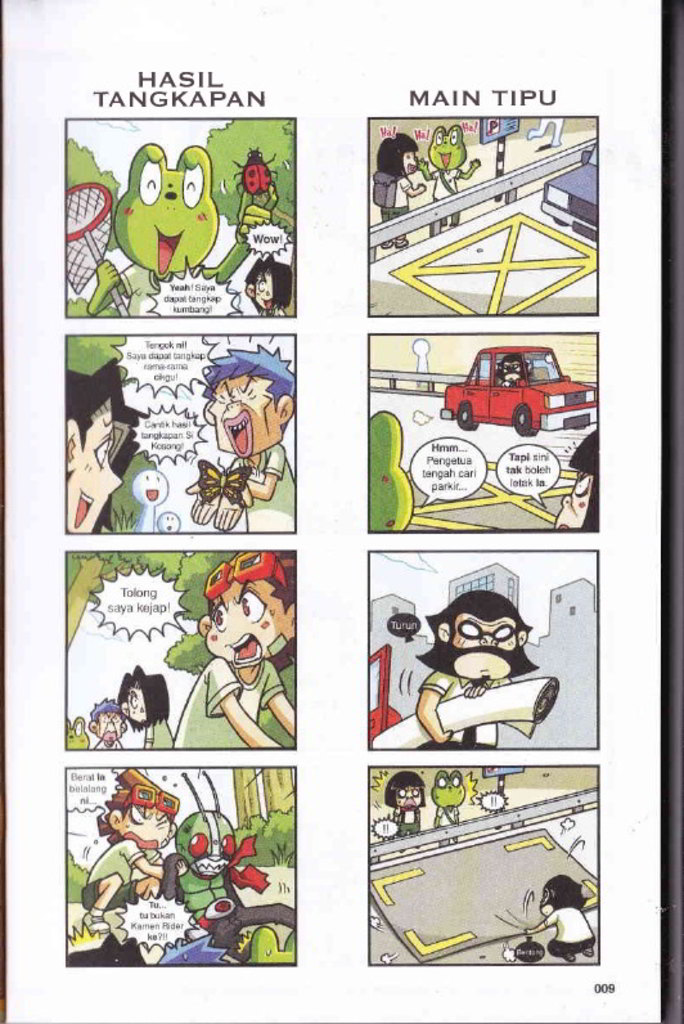 HASIL
TANGKAPAN
Wow!
Yeah! Saya
dapat tangkap
kumbang!
Tengok ni!
Saya dapat tangkap
rama-rama
cikgu!
Cantik hasil
tangkapan Si
Kosong!
Tolong
saya kejap!
Berat la
belalang
ni...
Tu...
tu bukan
Kamen Rider
ke?!!
MAIN TIPU
Ha!
Ha!
Ha!
P
Hmm...
Pengetua
tengah cari
parkir...
Tapi sini
tak boleh
letak la.
Turun
!!
!!
Bentang
009